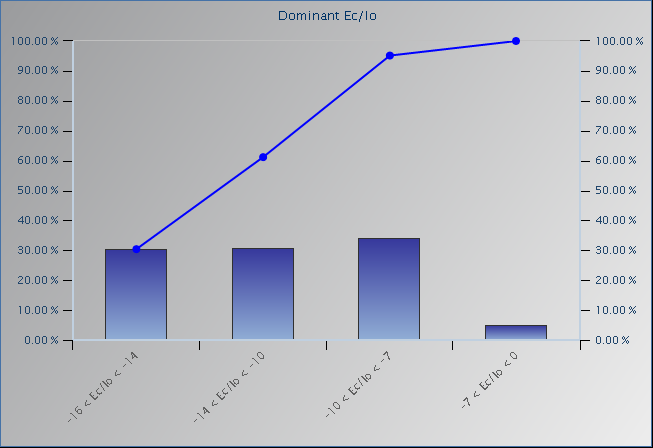 Dominant Ec/Io
100.00 % 100.00 %
90.00 % 90.00 %
80.00 % 80.00 %
70.00 % 70.00 %
60.00 % 60.00 %
50.00 % 50.00 %
40.00 % 40.00 %
30.00 % 30.00 %
20.00 % 20.00 %
10.00 % 10.00 %
0.00 % 0.00 %
-16 < Ec/Io < -14
-14 < Ec/Io < -10
-10 < Ec/Io < -7
-7 < Ec/Io < 0